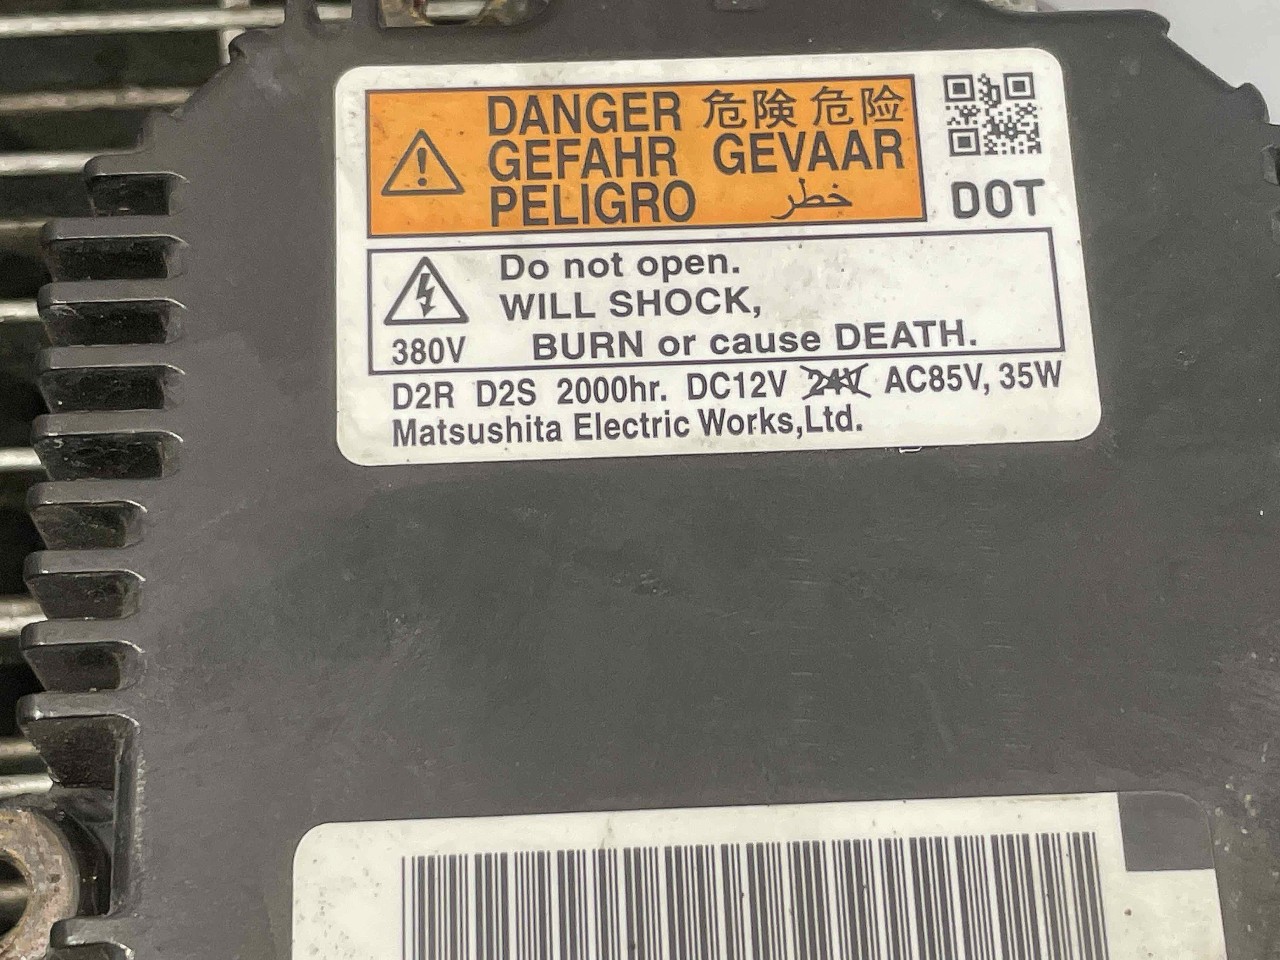 DANGER 危険 危险
GEFAHR GEVAAR
PELIGRO خطر
DOT
Do not open.
WILL SHOCK,
380V BURN or cause DEATH.
D2R D2S 2000hr. DC12V 24V AC85V, 35W
Matsushita Electric Works,Ltd.